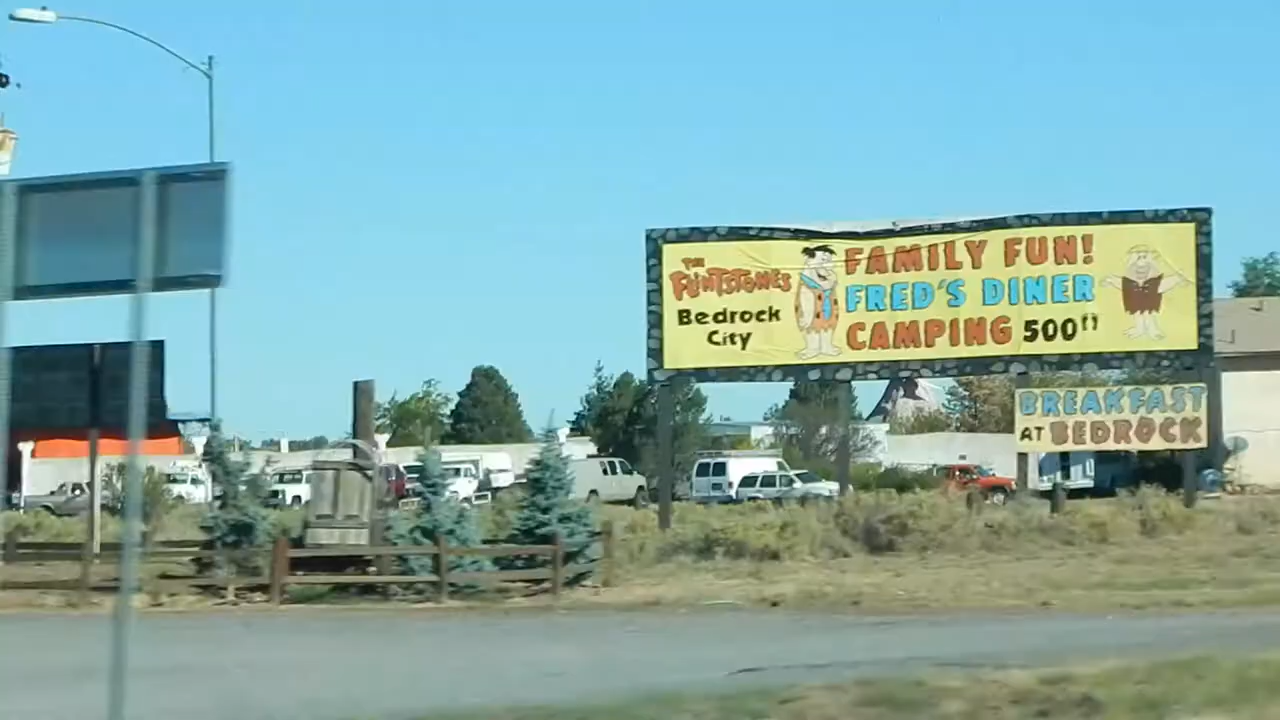 THE
FLINTSTONES
Bedrock
City
FAMILY FUN!
FRED'S DINER
CAMPING 500ft
BREAKFAST
AT BEDROCK